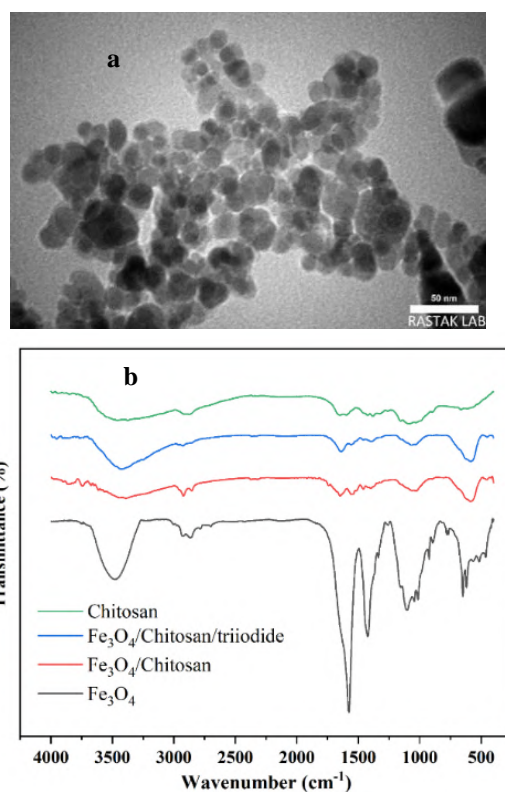 a
50 nm
RASTAK LAB
b
Transmittance (%)
Chitosan
Fe₃O₄/Chitosan/triiodide
Fe₃O₄/Chitosan
Fe₃O₄
4000 3500 3000 2500 2000 1500 1000 500
Wavenumber (cm⁻¹)